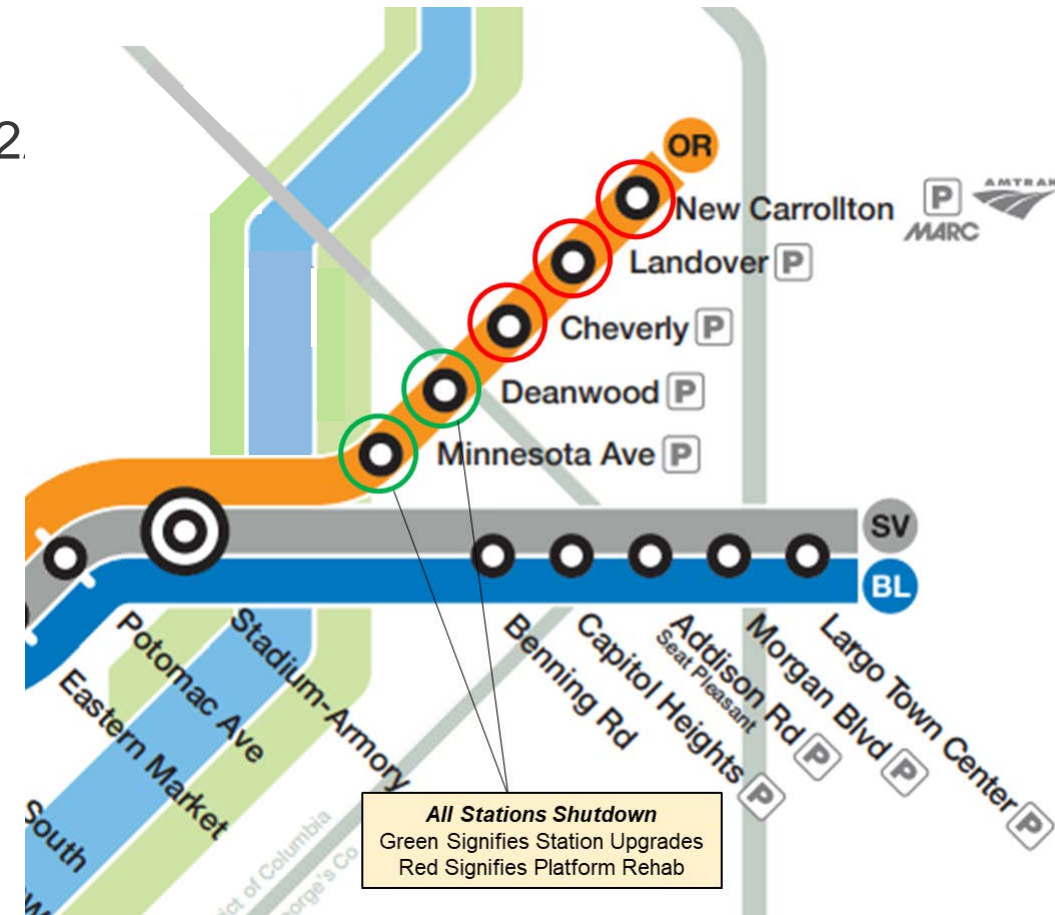 2.
OR
New Carrollton P AMTRAK
MARC
Landover P
Cheverly P
Deanwood P
Minnesota Ave P
SV
BL
Stadium-Armory
Potomac Ave
Eastern Market
South
Benning Rd
Capitol Heights P
Addison Rd P
Seat Pleasant
Morgan Blvd P
Largo Town Center P
All Stations Shutdown
Green Signifies Station Upgrades
Red Signifies Platform Rehab
of Columbia